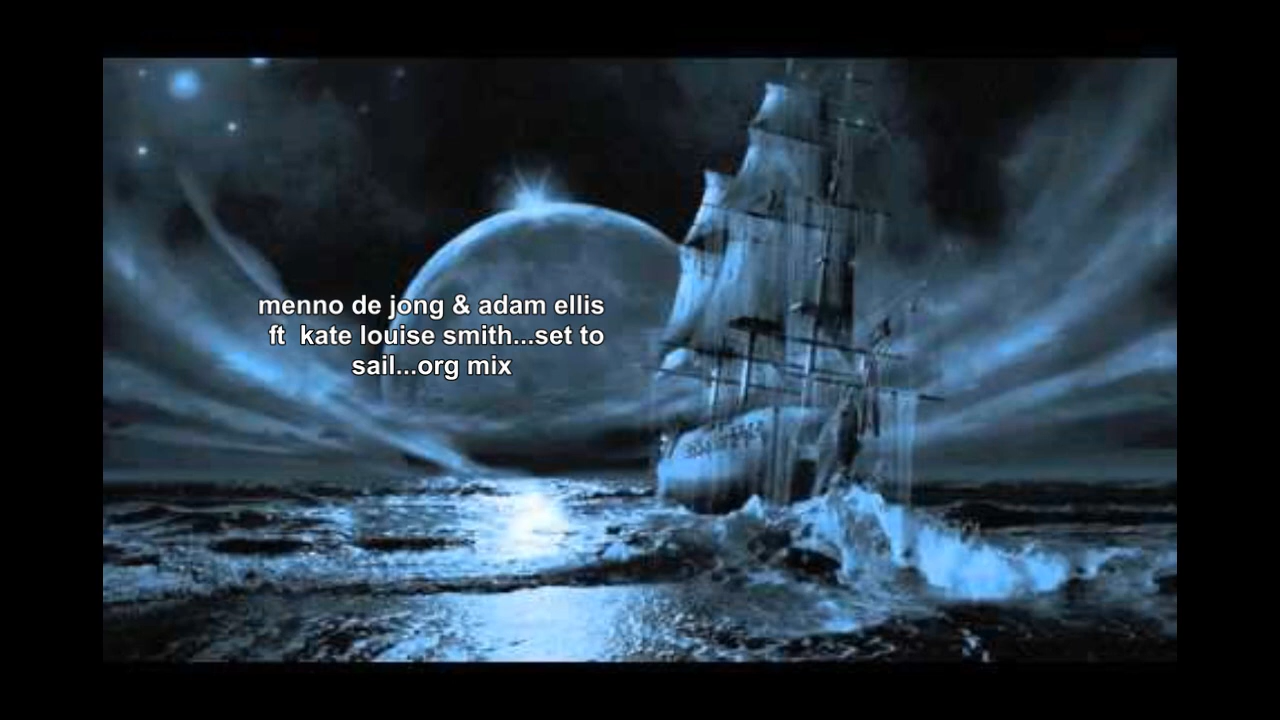 menno de jong & adam ellis
ft  kate louise smith...set to
sail...org mix